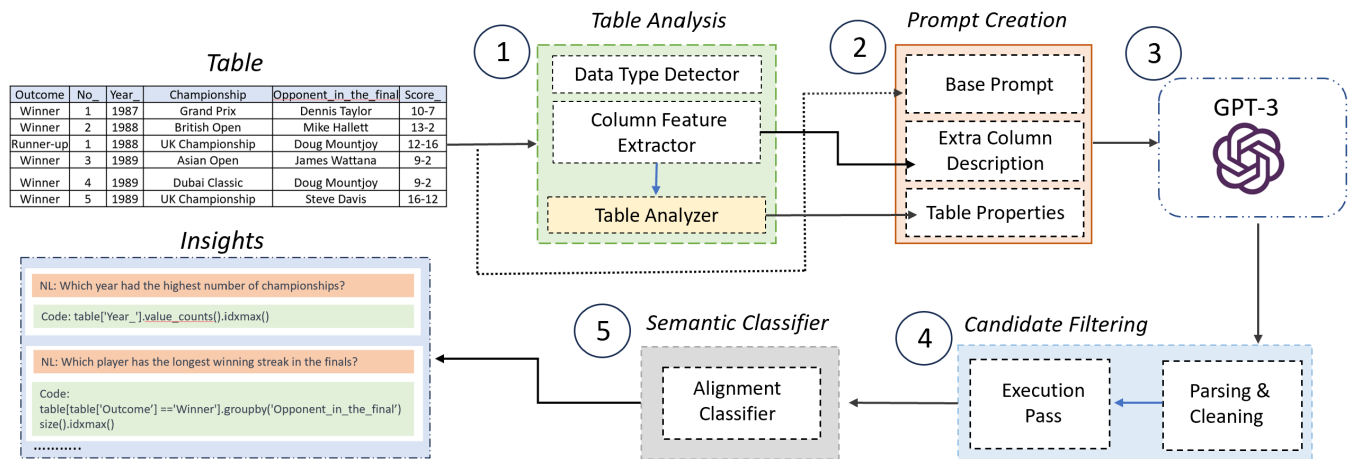 Table
Outcome No_ Year_ Championship Opponent_in_the_final Score_
Winner 1 1987 Grand Prix Dennis Taylor 10-7
Winner 2 1988 British Open Mike Hallett 13-2
Runner-up 1 1988 UK Championship Doug Mountjoy 12-16
Winner 3 1989 Asian Open James Wattana 9-2
Winner 4 1989 Dubai Classic Doug Mountjoy 9-2
Winner 5 1989 UK Championship Steve Davis 16-12
1
Table Analysis
Data Type Detector
Column Feature
Extractor
Table Analyzer
2
Prompt Creation
Base Prompt
Extra Column
Description
Table Properties
3
GPT-3
4
Candidate Filtering
Parsing &
Cleaning
Execution
Pass
5
Semantic Classifier
Alignment
Classifier
Insights
NL: Which year had the highest number of championships?
Code: table['Year_'].value_counts().idxmax()
NL: Which player has the longest winning streak in the finals?
Code:
table[table['Outcome'] =='Winner'].groupby('Opponent_in_the_final')
size().idxmax()
...........